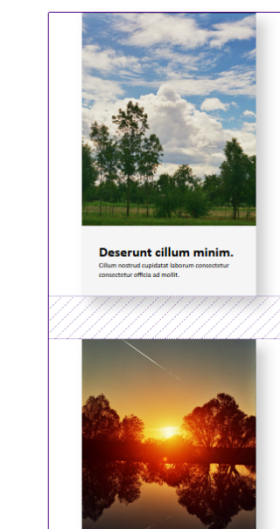 Deserunt cillum minim.
Cillum nostrud cupidatat laborum consectetur
consectetur officia ad mollit.